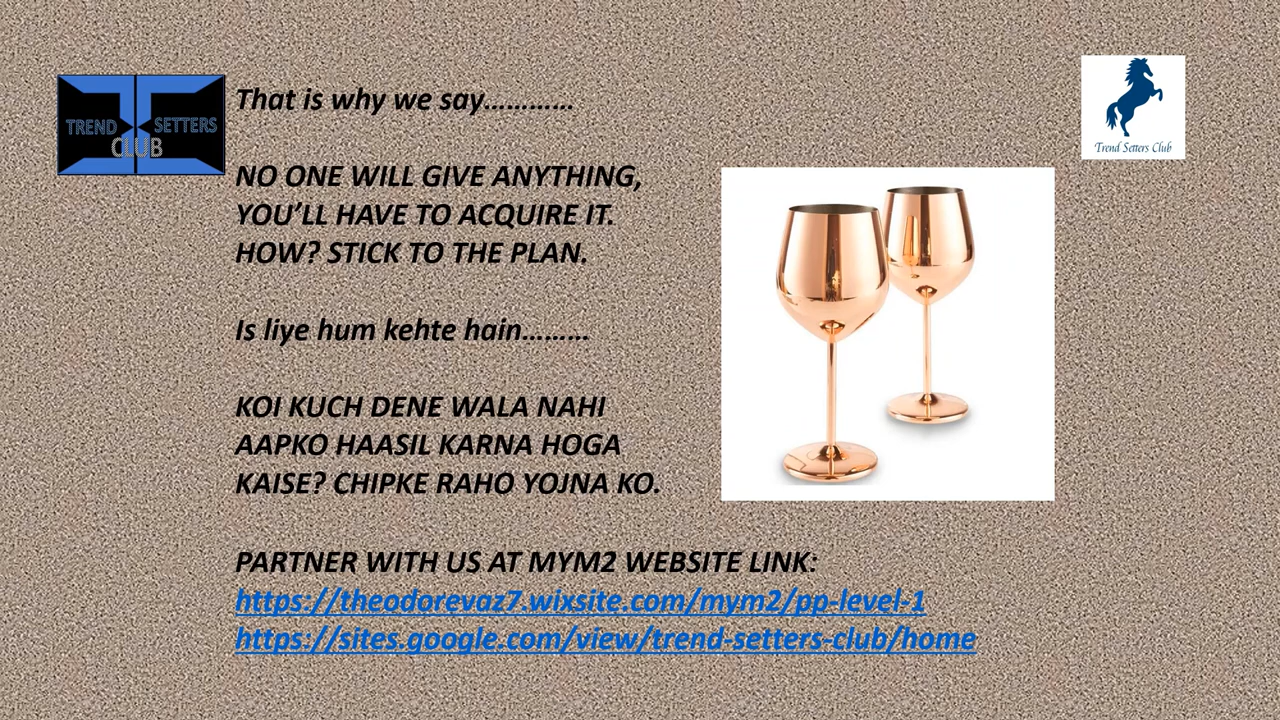 TREND SETTERS
CLUB
That is why we say…………
Trend Setters Club
NO ONE WILL GIVE ANYTHING,
YOU’LL HAVE TO ACQUIRE IT.
HOW? STICK TO THE PLAN.
Is liye hum kehte hain………
KOI KUCH DENE WALA NAHI
AAPKO HAASIL KARNA HOGA
KAISE? CHIPKE RAHO YOJNA KO.
PARTNER WITH US AT MYM2 WEBSITE LINK:
https://theodorevaz7.wixsite.com/mym2/pp-level-1
https://sites.google.com/view/trend-setters-club/home